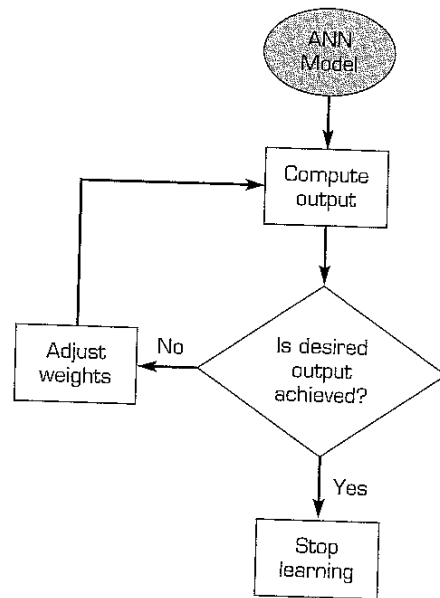 ANN
Model
Compute
output
Is desired
output
achieved?
No
Adjust
weights
Yes
Stop
learning